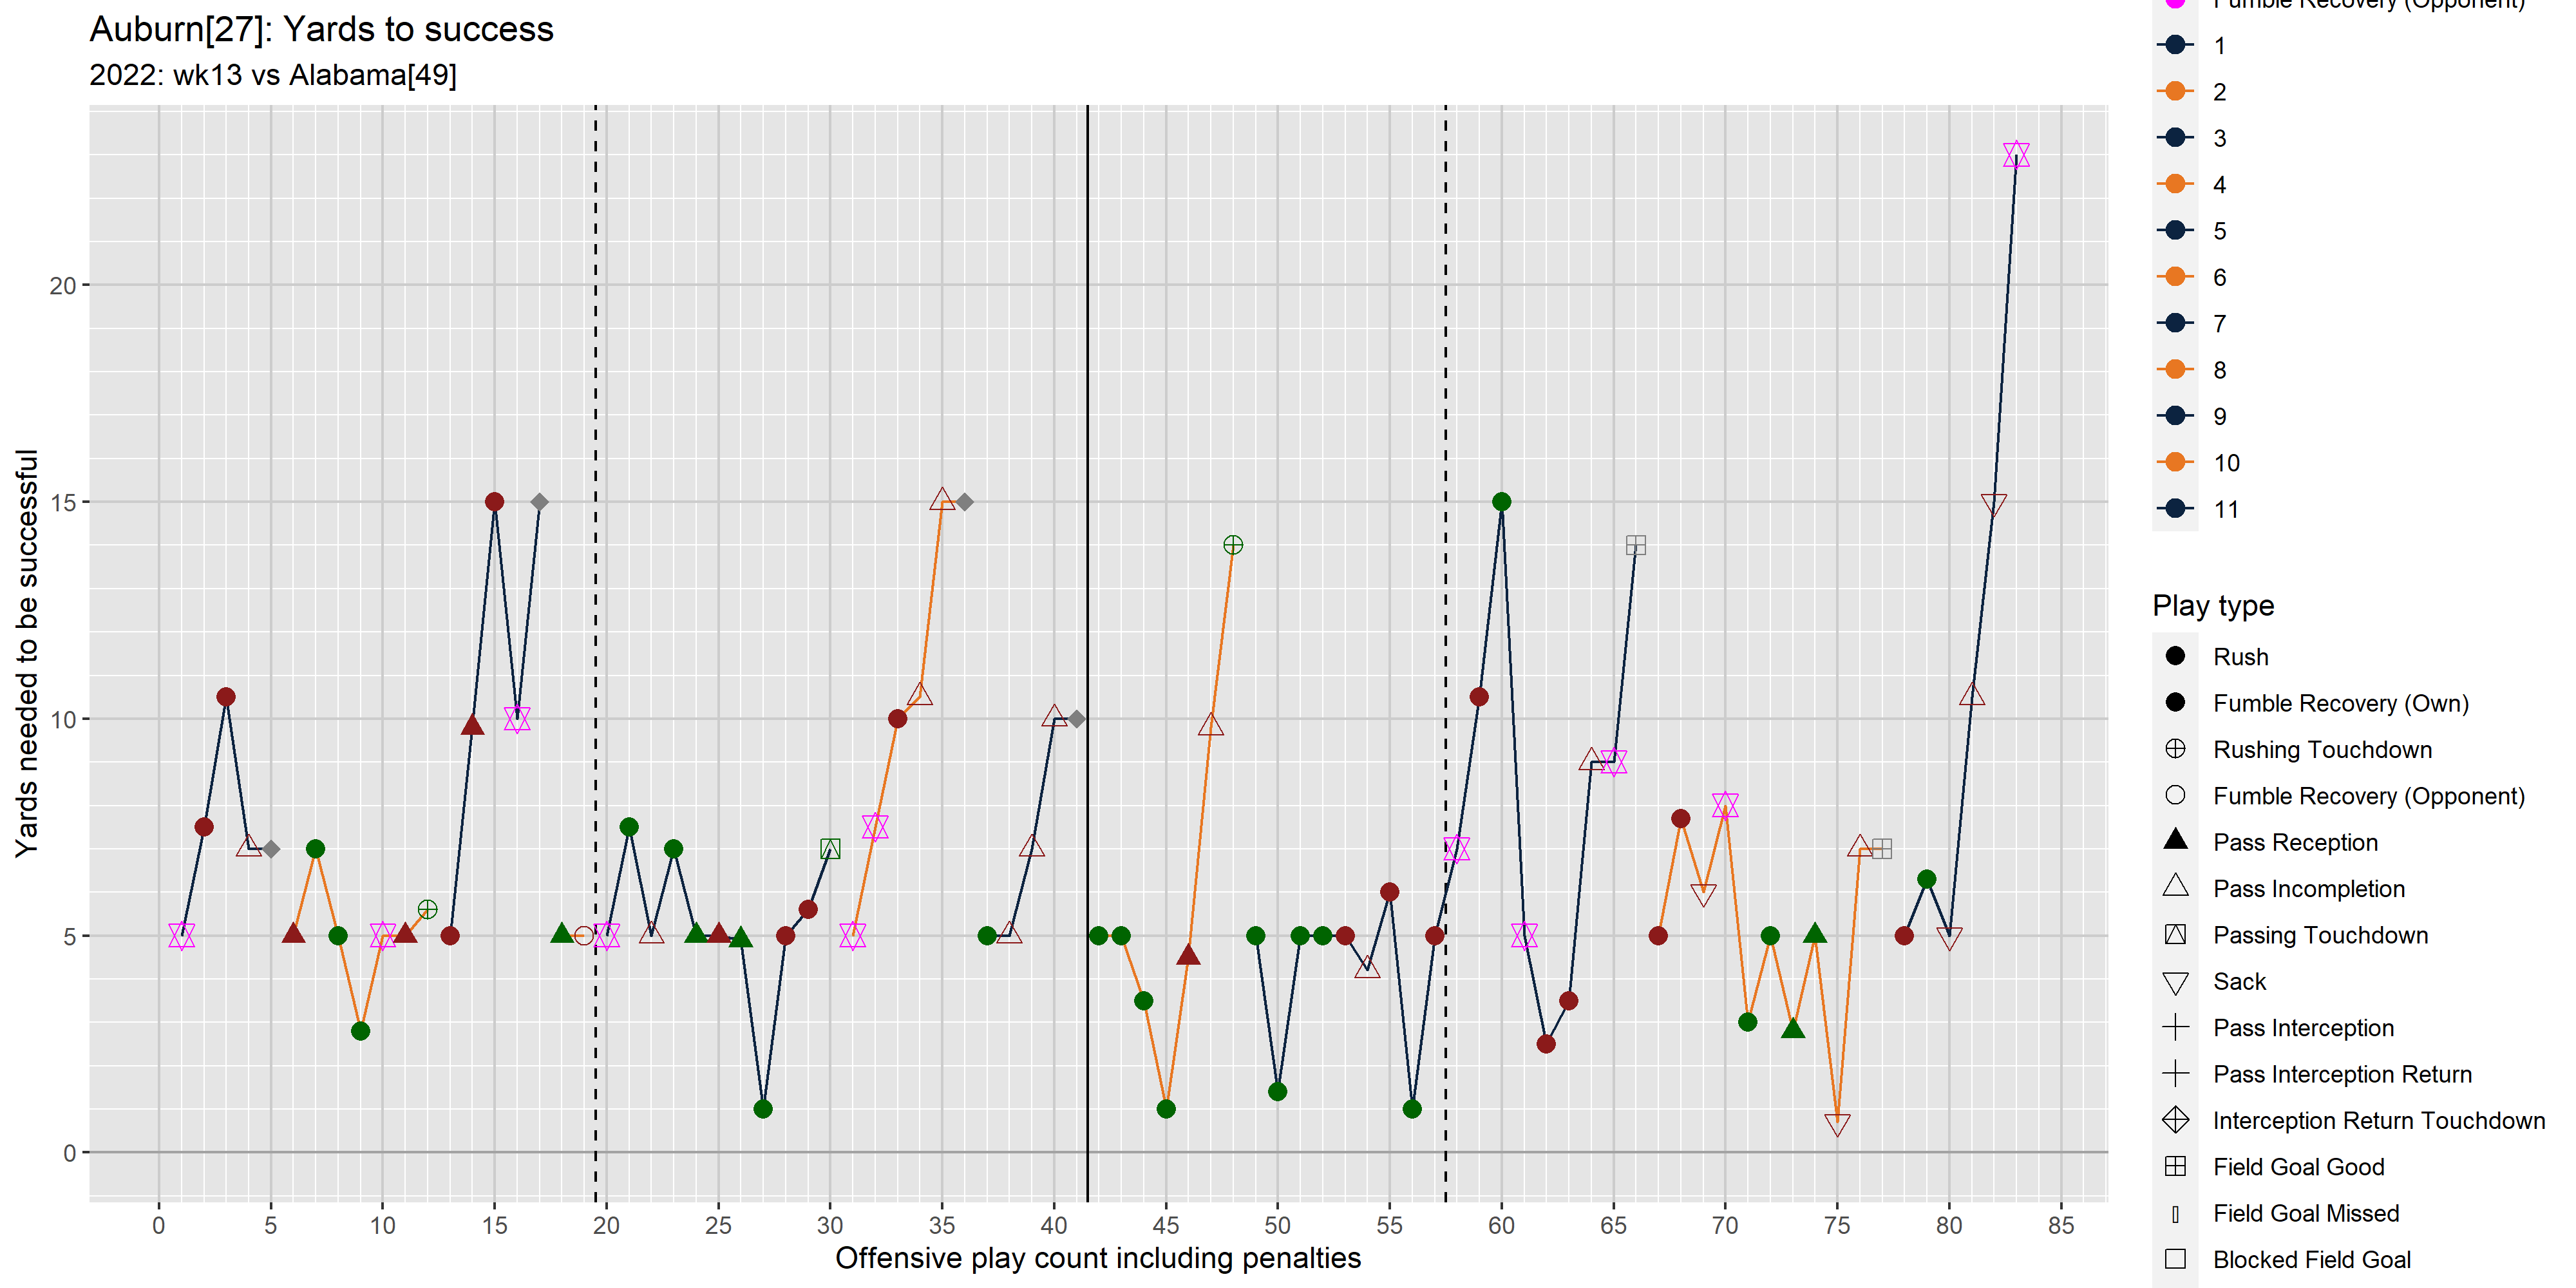 Auburn[27]: Yards to success
2022: wk13 vs Alabama[49]
Yards needed to be successful
20
15
10
5
0
0 5 10 15 20 25 30 35 40 45 50 55 60 65 70 75 80 85
Offensive play count including penalties
Fumble Recovery (Opponent)
1
2
3
4
5
6
7
8
9
10
11
Play type
Rush
Fumble Recovery (Own)
Rushing Touchdown
Fumble Recovery (Opponent)
Pass Reception
Pass Incompletion
Passing Touchdown
Sack
Pass Interception
Pass Interception Return
Interception Return Touchdown
Field Goal Good
Field Goal Missed
Blocked Field Goal